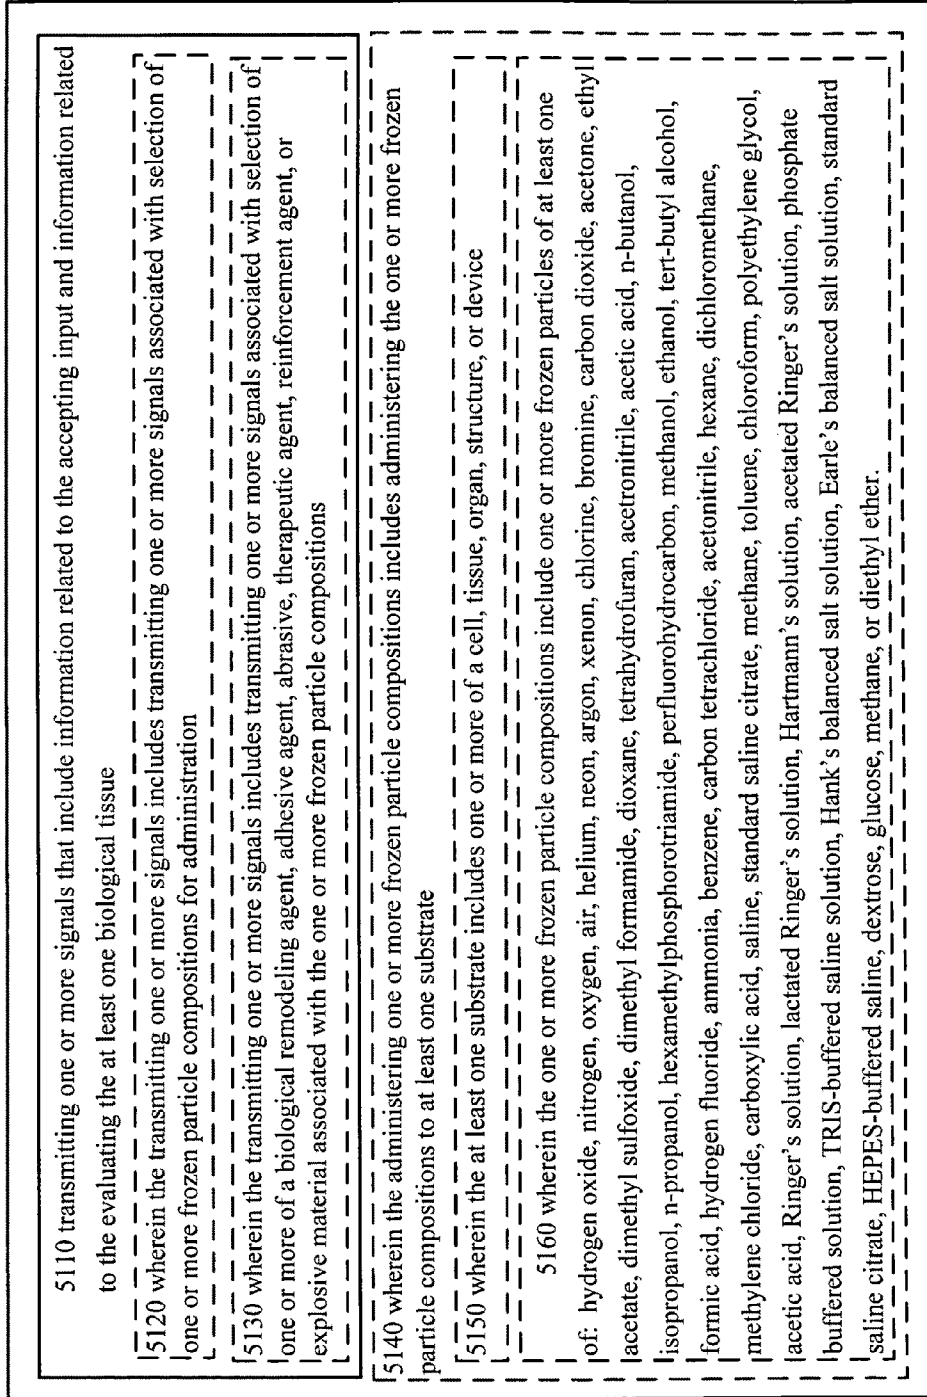 5110 transmitting one or more signals that include information related to the accepting input and information related
to the evaluating the at least one biological tissue
5120 wherein the transmitting one or more signals includes transmitting one or more signals associated with selection of
one or more frozen particle compositions for administration
5130 wherein the transmitting one or more signals includes transmitting one or more signals associated with selection of
one or more of a biological remodeling agent, adhesive agent, abrasive, therapeutic agent, reinforcement agent, or
explosive material associated with the one or more frozen particle compositions
5140 wherein the administering one or more frozen particle compositions includes administering the one or more frozen
particle compositions to at least one substrate
5150 wherein the at least one substrate includes one or more of a cell, tissue, organ, structure, or device
5160 wherein the one or more frozen particle compositions include one or more frozen particles of at least one
of: hydrogen oxide, nitrogen, oxygen, air, helium, neon, argon, xenon, chlorine, bromine, carbon dioxide, acetone, ethyl
acetate, dimethyl sulfoxide, dimethyl formamide, dioxane, tetrahydrofuran, acetronitrile, acetic acid, n-butanol,
isopropanol, n-propanol, hexamethylphosphorotriamide, perfluorohydrocarbon, methanol, ethanol, tert-butyl alcohol,
formic acid, hydrogen fluoride, ammonia, benzene, carbon tetrachloride, acetonitrile, hexane, dichloromethane,
methylene chloride, carboxylic acid, saline, standard saline citrate, methane, toluene, chloroform, polyethylene glycol,
acetic acid, Ringer's solution, lactated Ringer's solution, Hartmann's solution, acetated Ringer's solution, phosphate
buffered solution, TRIS-buffered saline solution, Hank's balanced salt solution, Earle's balanced salt solution, standard
saline citrate, HEPES-buffered saline, dextrose, glucose, methane, or diethyl ether.